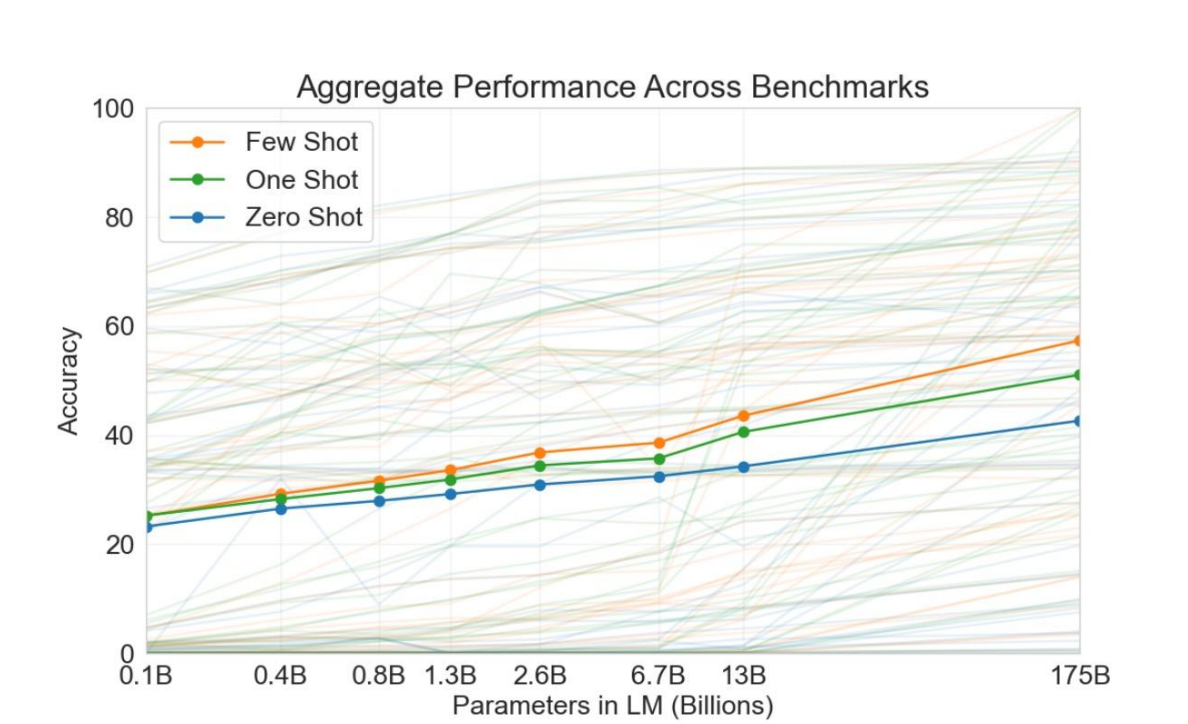 Aggregate Performance Across Benchmarks
100
80
60
40
20
0
Accuracy
Few Shot
One Shot
Zero Shot
0.1B 0.4B 0.8B 1.3B 2.6B 6.7B 13B 175B
Parameters in LM (Billions)